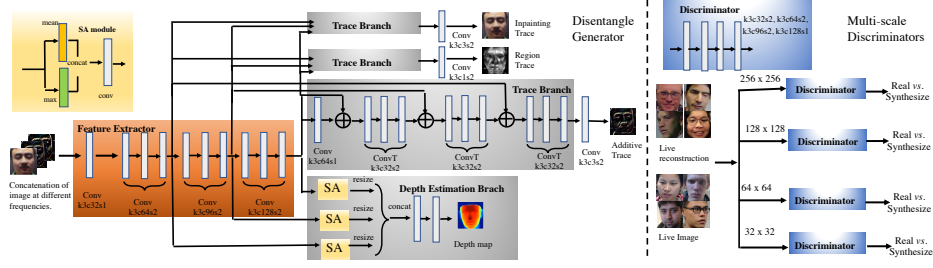 mean
SA module
concat
max
conv
Feature Extractor
Concatenation of
image at different
frequencies.
Conv
k3c32s1
Conv
k3c64s2
Conv
k3c96s2
Conv
k3c128s2
Trace Branch
Conv
k3c3s2
Inpainting
Trace
Trace Branch
Conv
k3c1s2
Region
Trace
Disentangle
Generator
Trace Branch
Conv
k3c64s1
ConvT
k3c32s2
ConvT
k3c32s2
ConvT
k3c32s2
Conv
k3c3s2
Additive
Trace
Depth Estimation Brach
SA
resize
SA
resize
SA
resize
concat
Depth map
Discriminator
k3c32s2, k3c64s2,
k3c96s2, k3c128s1
Multi-scale
Discriminators
Live
reconstruction
Live Image
256 x 256
Discriminator
Real vs.
Synthesize
128 x 128
Discriminator
Real vs.
Synthesize
64 x 64
Discriminator
Real vs.
Synthesize
32 x 32
Discriminator
Real vs.
Synthesize